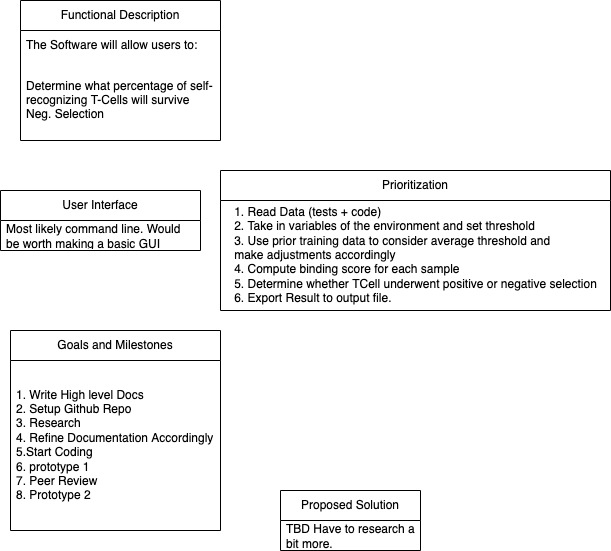 Functional Description
The Software will allow users to:
Determine what percentage of self-
recognizing T-Cells will survive
Neg. Selection
Prioritization
1. Read Data (tests + code)
2. Take in variables of the environment and set threshold
3. Use prior training data to consider average threshold and
make adjustments accordingly
4. Compute binding score for each sample
5. Determine whether TCell underwent positive or negative selection
6. Export Result to output file.
User Interface
Most likely command line. Would
be worth making a basic GUI
Goals and Milestones
1. Write High level Docs
2. Setup Github Repo
3. Research
4. Refine Documentation Accordingly
5.Start Coding
6. prototype 1
7. Peer Review
8. Prototype 2
Proposed Solution
TBD Have to research a
bit more.